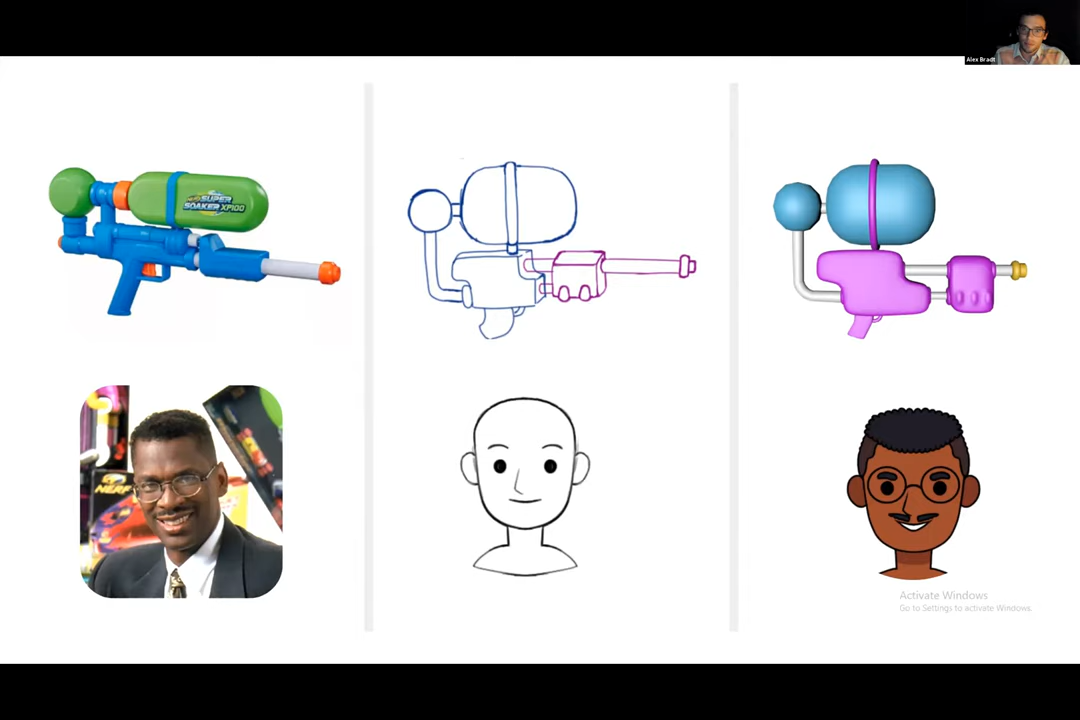 Alex Bradt
SUPER
SOAKER XP100
NERF
Activate Windows
Go to Settings to activate Windows.